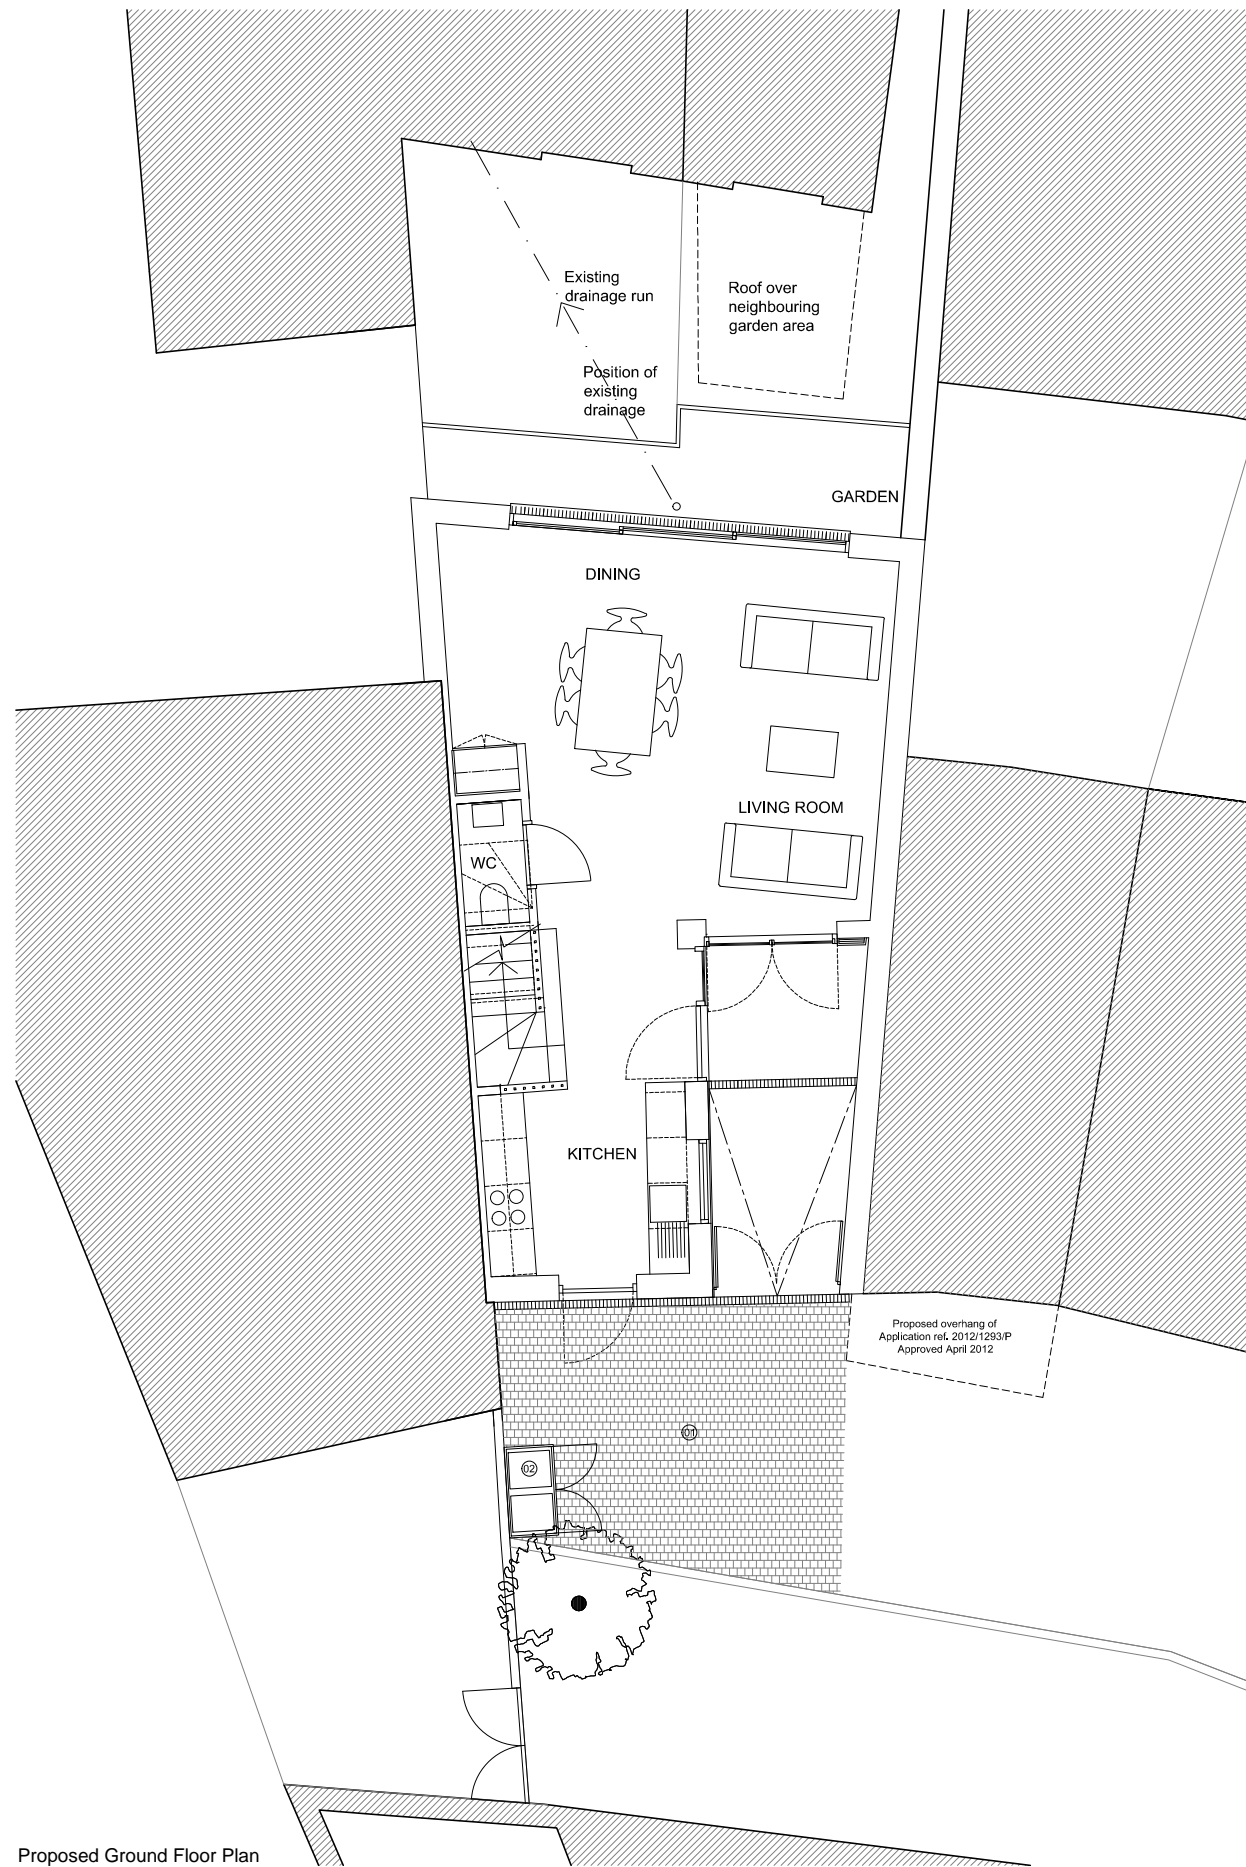 Existing
drainage run
Roof over
neighbouring
garden area
Position of
existing
drainage
GARDEN
DINING
LIVING ROOM
WC
KITCHEN
Proposed overhang of
Application ref. 2012/1293/P
Approved April 2012
01
02
Proposed Ground Floor Plan